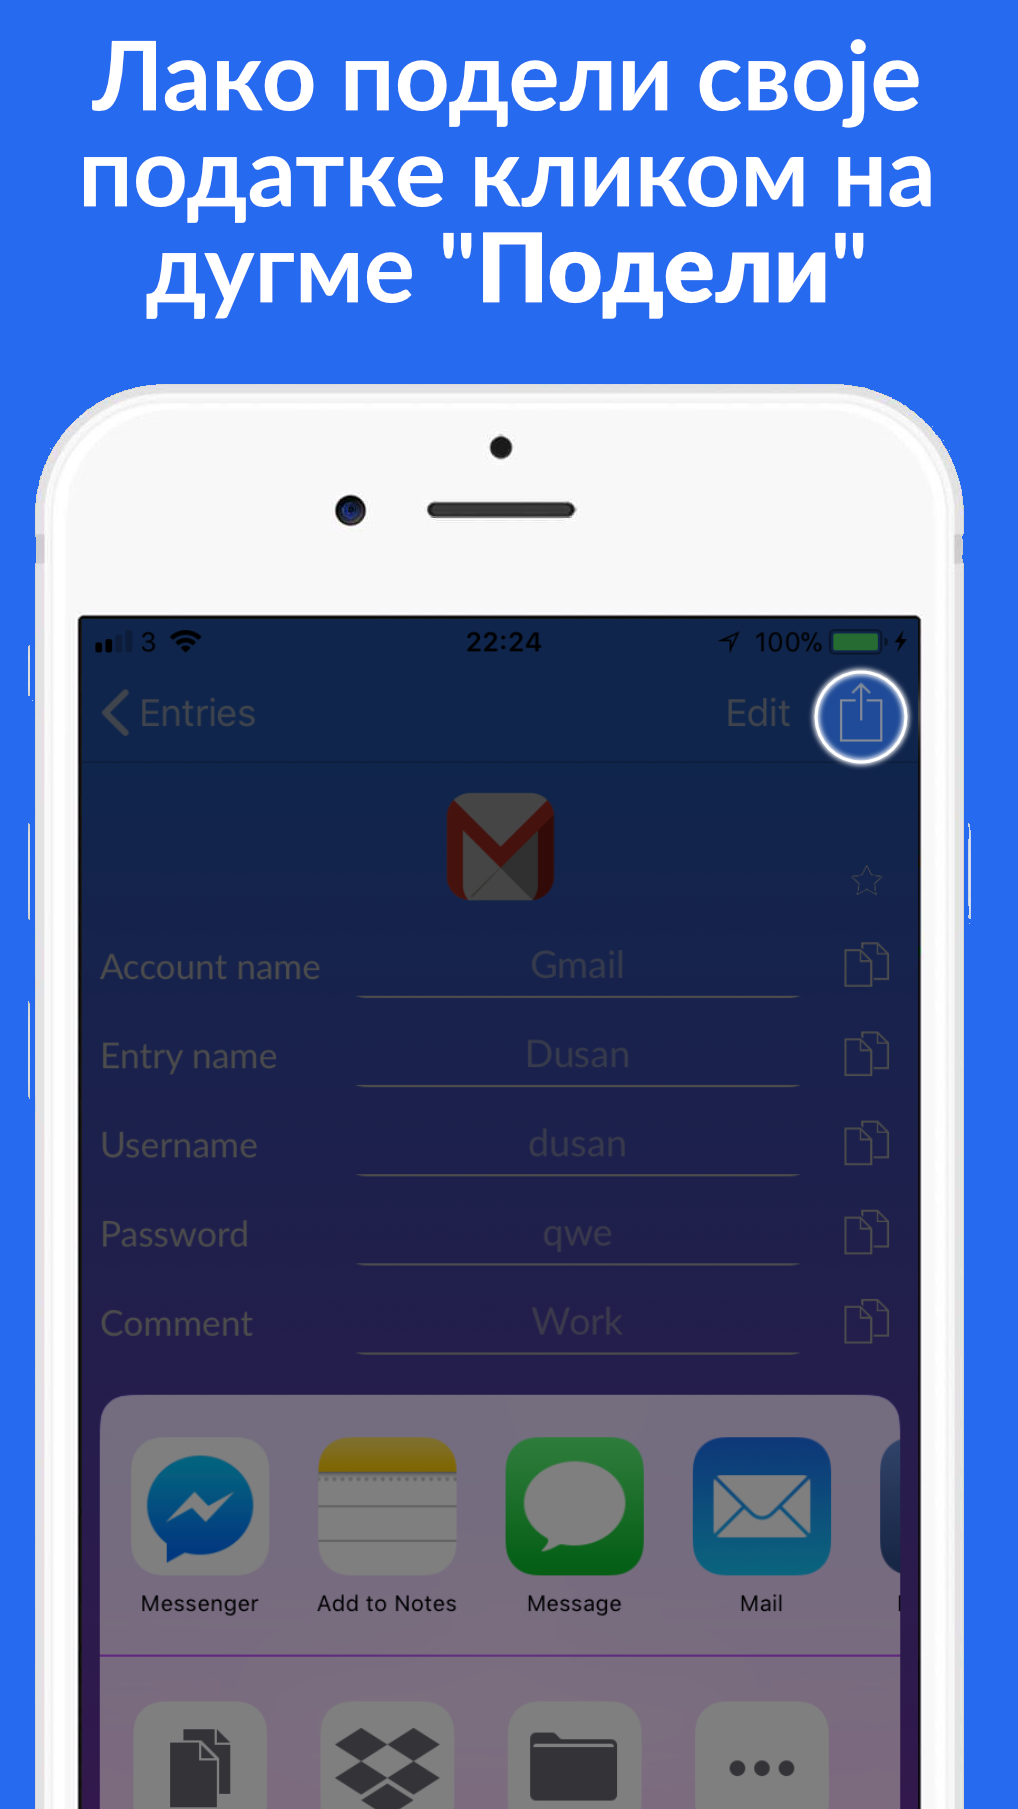 Лако подели своје
податке кликом на
дугме "Подели"
3 22:24 100%
Entries Edit
Account name Gmail
Entry name Dusan
Username dusan
Password qwe
Comment Work
Messenger Add to Notes Message Mail